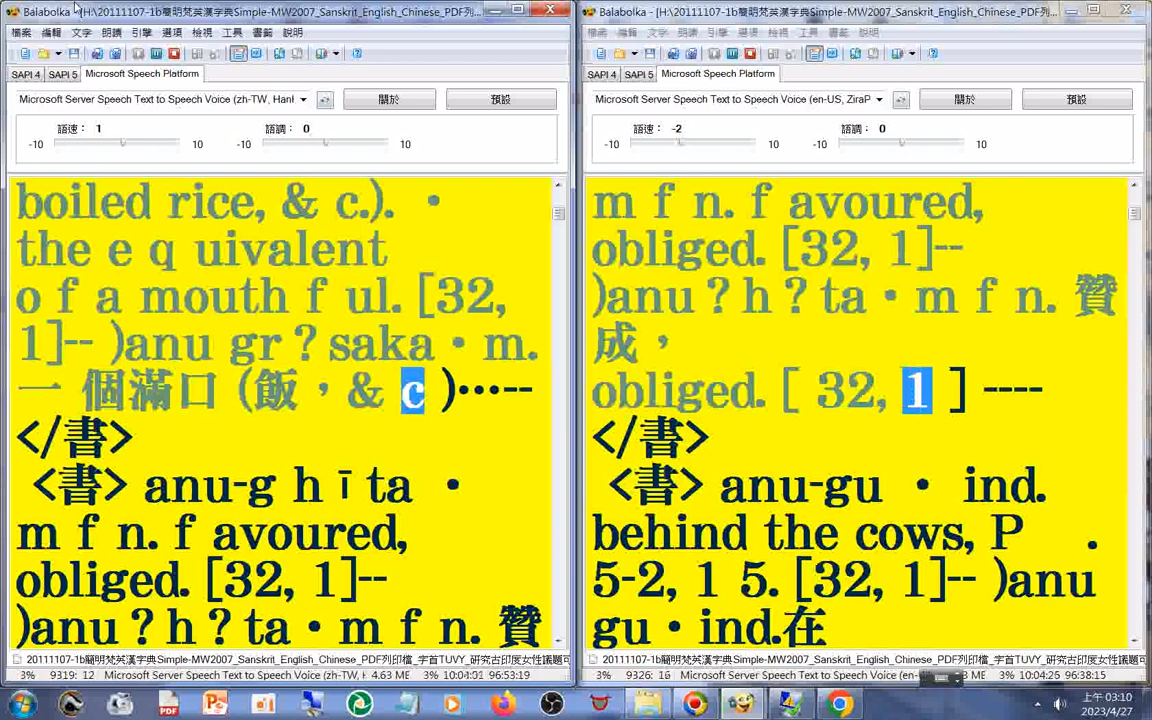 Balabolka - [H:\20111107-1b簡明梵英漢字典Simple-MW2007_Sanskrit_English_Chinese_PDF列...
檔案 編輯 文字 朗讀 引擎 選項 檢視 工具 書籤 說明
SAPI 4 SAPI 5 Microsoft Speech Platform
Microsoft Server Speech Text to Speech Voice (zh-TW, Hanl 關於 預設
語速： 1 語調： 0
-10 10 -10 10
boiled rice, & c.). •
the e q uivalent
o f a mouth f ul. [32,
1]-- )anu gr？saka • m.
一 個滿口 (飯，& c )…--
</書>
<書> anu-g h ī ta •
m f n. f avoured,
obliged. [32, 1]--
)anu？h？ta • m f n. 贊
20111107-1b簡明梵英漢字典Simple-MW2007_Sanskrit_English_Chinese_PDF列印檔_字首TUVY_研究古印度女性議題可
3% 9319: 12 Microsoft Server Speech Text to Speech Voice (zh-TW, H 4.63 MB 3% 10:04:01 96:53:19
Balabolka - [H:\20111107-1b簡明梵英漢字典Simple-MW2007_Sanskrit_English_Chinese_PDF列...
檔案 編輯 文字 朗讀 引擎 選項 檢視 工具 書籤 說明
SAPI 4 SAPI 5 Microsoft Speech Platform
Microsoft Server Speech Text to Speech Voice (en-US, ZiraP 關於 預設
語速： -2 語調： 0
-10 10 -10 10
m f n. f avoured,
obliged. [32, 1]--
)anu？h？ta • m f n. 贊
成，
obliged. [ 32, 1 ] ----
</書>
<書> anu-gu • ind.
behind the cows, P .
5-2, 1 5. [32, 1]-- )anu
gu • ind.在
20111107-1b簡明梵英漢字典Simple-MW2007_Sanskrit_English_Chinese_PDF列印檔_字首TUVY_研究古印度女性議題可
3% 9326: 16 Microsoft Server Speech Text to Speech Voice 4.63 MB 3% 10:04:25 96:38:15
上午 03:10
2023/4/27